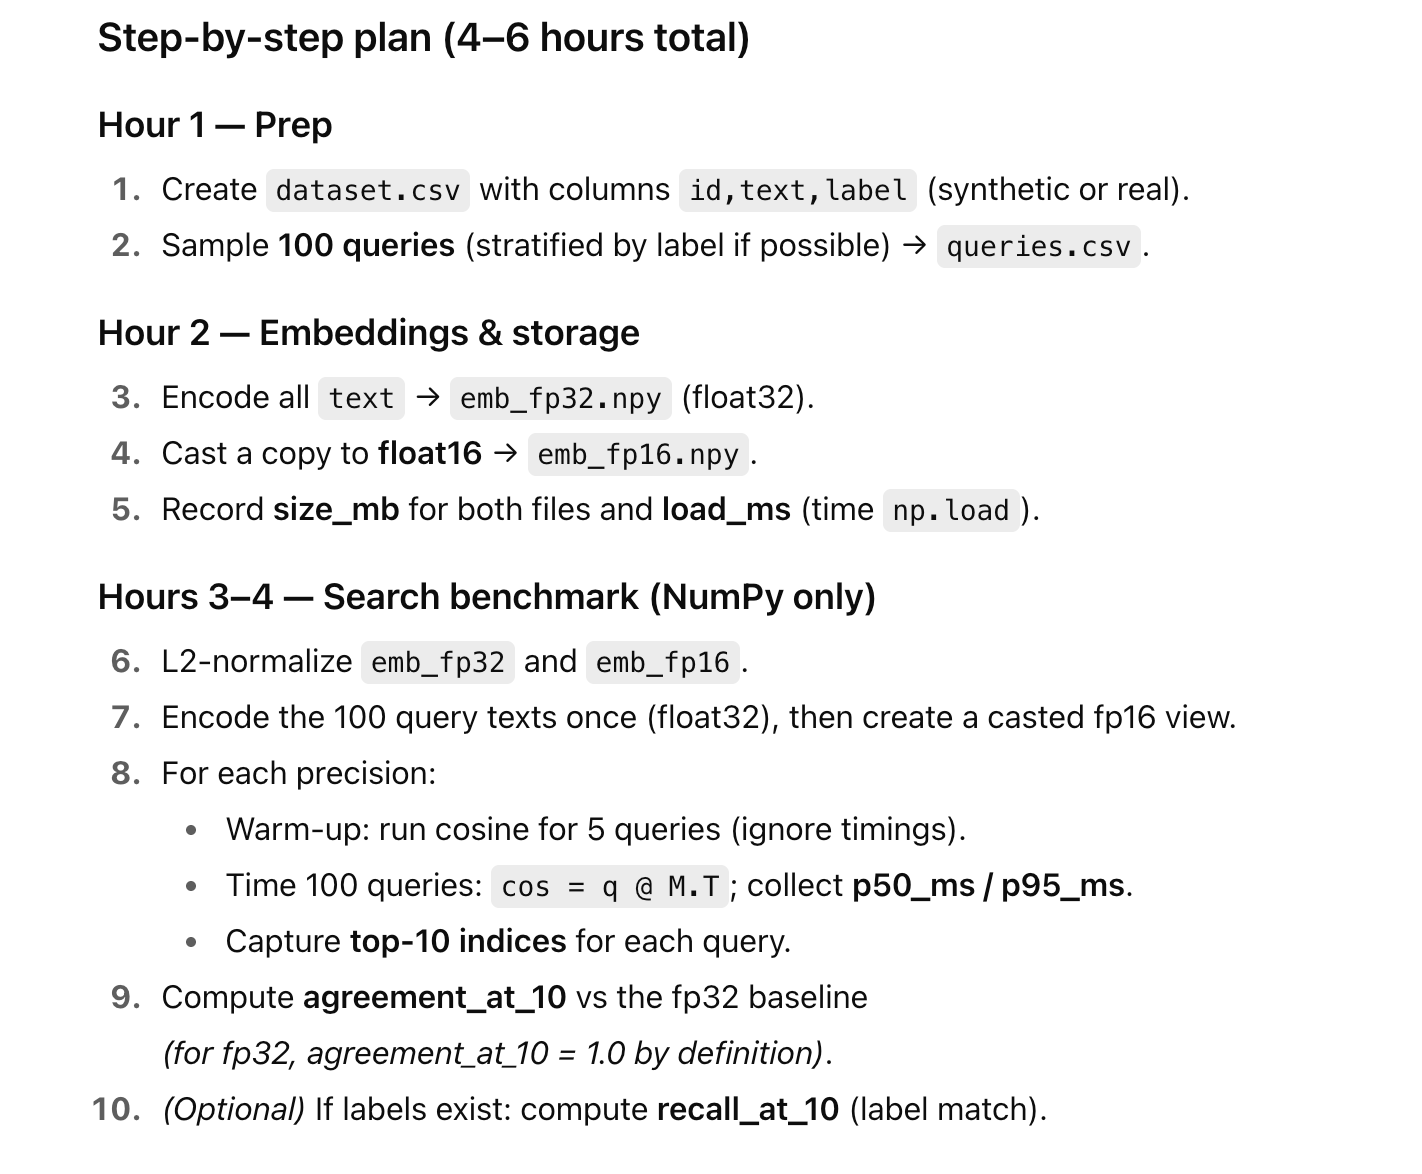 Step-by-step plan (4–6 hours total)
Hour 1 — Prep
1. Create dataset.csv with columns id,text,label (synthetic or real).
2. Sample 100 queries (stratified by label if possible) → queries.csv.
Hour 2 — Embeddings & storage
3. Encode all text → emb_fp32.npy (float32).
4. Cast a copy to float16 → emb_fp16.npy.
5. Record size_mb for both files and load_ms (time np.load).
Hours 3–4 — Search benchmark (NumPy only)
6. L2-normalize emb_fp32 and emb_fp16.
7. Encode the 100 query texts once (float32), then create a casted fp16 view.
8. For each precision:
• Warm-up: run cosine for 5 queries (ignore timings).
• Time 100 queries: cos = q @ M.T; collect p50_ms / p95_ms.
• Capture top-10 indices for each query.
9. Compute agreement_at_10 vs the fp32 baseline
(for fp32, agreement_at_10 = 1.0 by definition).
10. (Optional) If labels exist: compute recall_at_10 (label match).